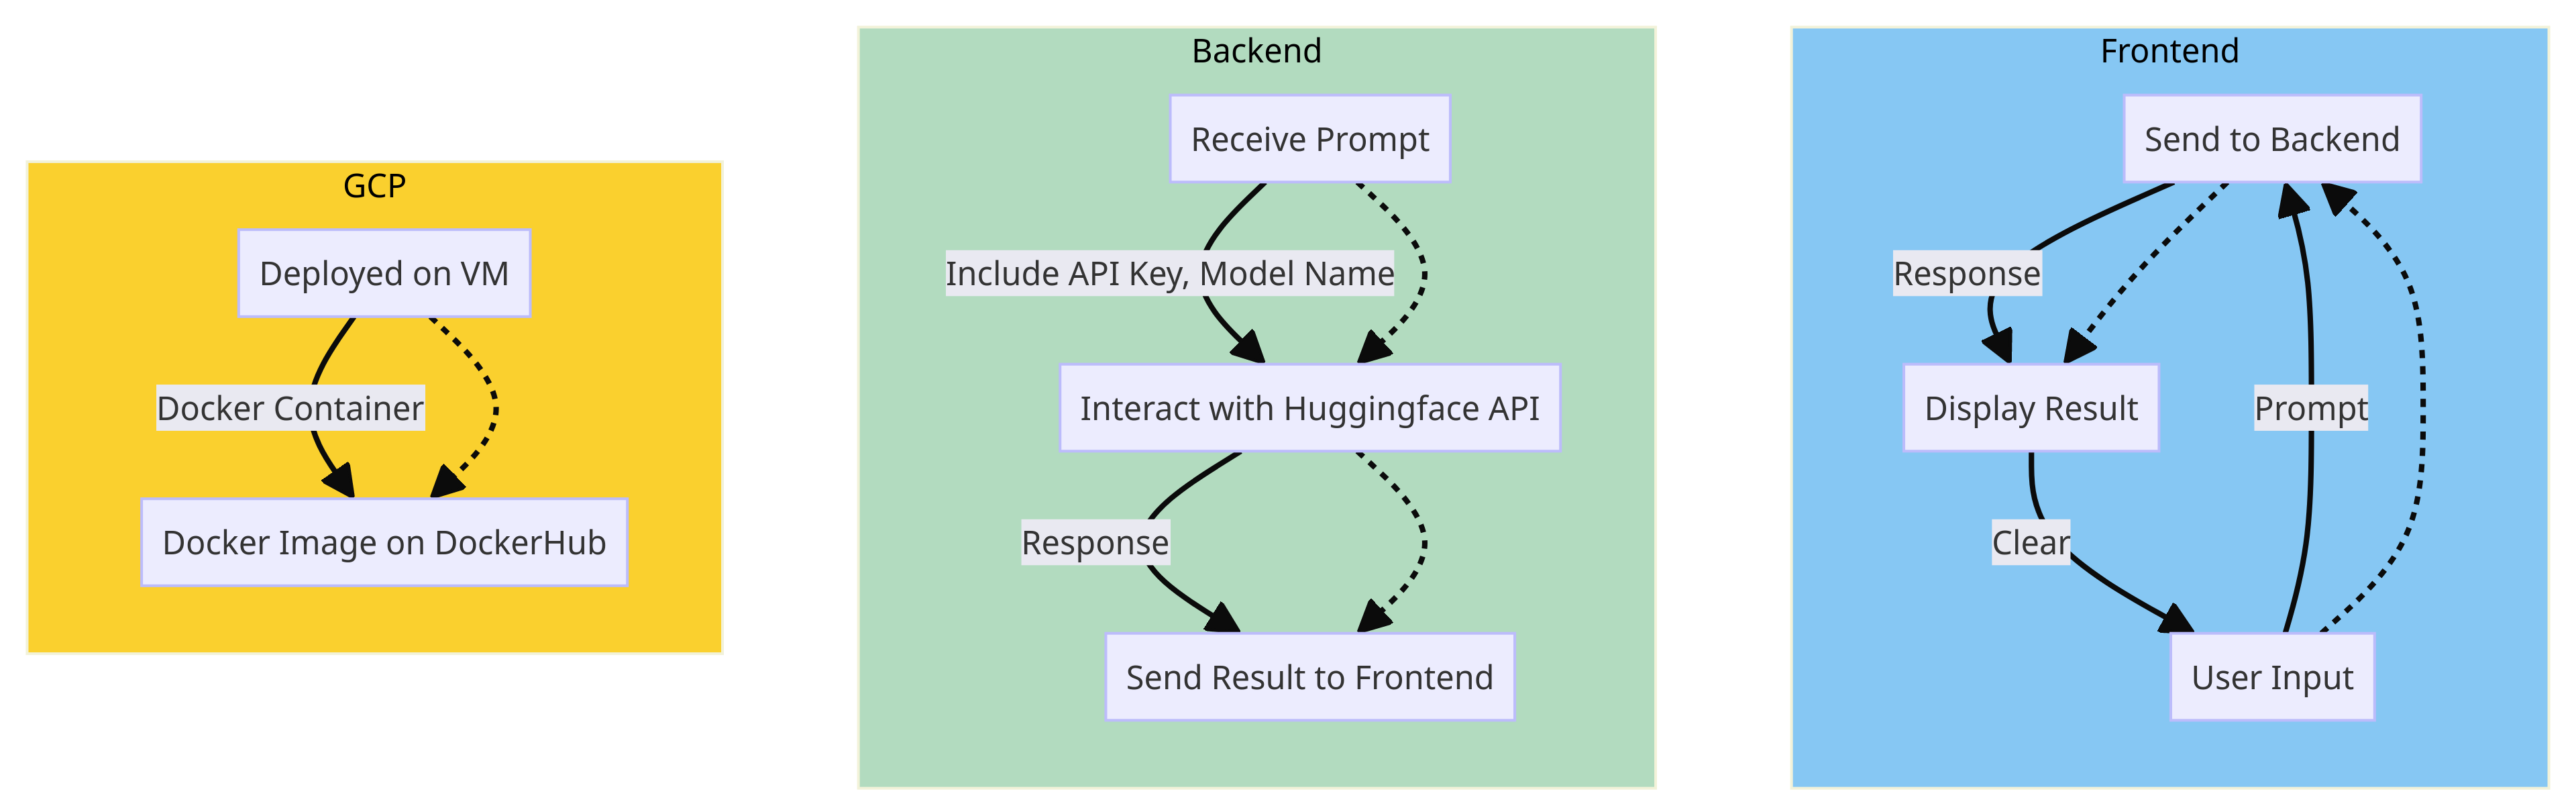 GCP
Deployed on VM
Docker Container
Docker Image on DockerHub
Backend
Receive Prompt
Include API Key, Model Name
Interact with Huggingface API
Response
Send Result to Frontend
Frontend
Send to Backend
Response
Display Result
Prompt
Clear
User Input